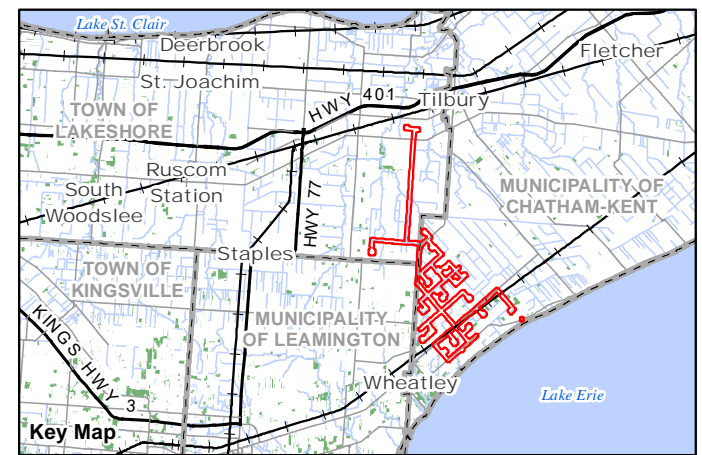 Lake St. Clair
Deerbrook
Fletcher
St. Joachim
HWY 401
Tilbury
TOWN OF
LAKESHORE
Ruscom
Station
MUNICIPALITY OF
CHATHAM-KENT
South
Woodslee
HWY 77
Staples
TOWN OF
KINGSVILLE
MUNICIPALITY
OF LEAMINGTON
KINGS HWY 3
Wheatley
Lake Erie
Key Map